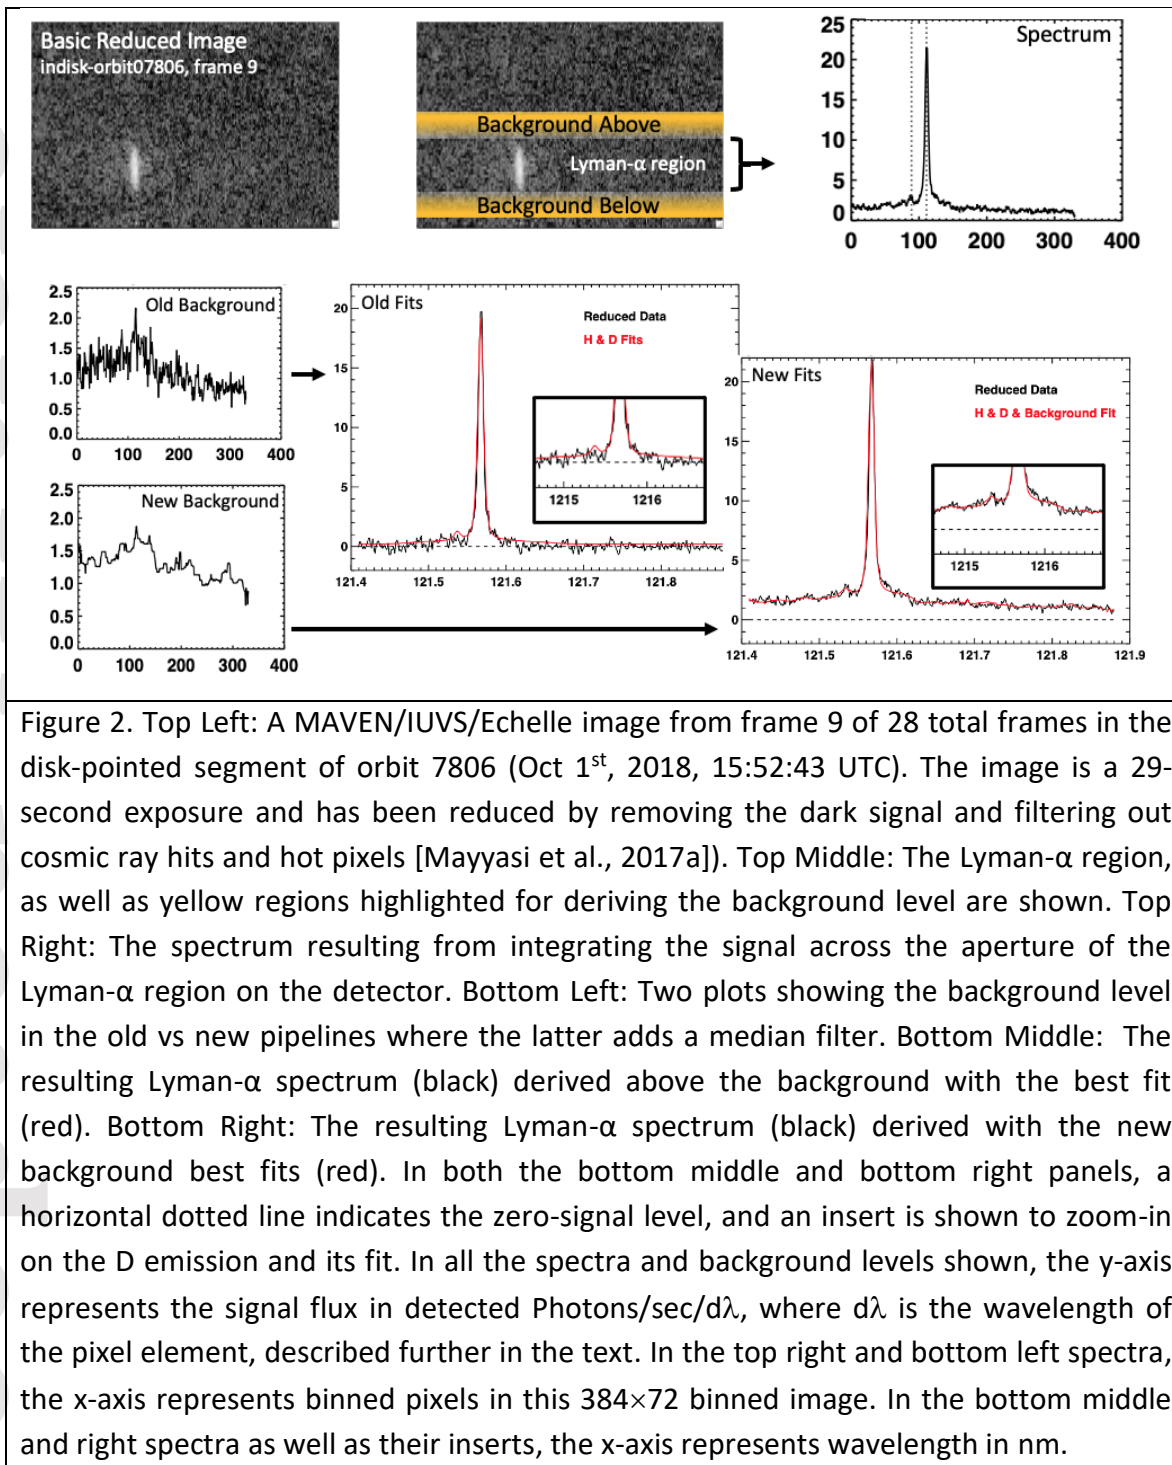 Basic Reduced Image
indisk-orbit07806, frame 9
Background Above
Lyman-α region
Background Below
Spectrum
25
20
15
10
5
0
0 100 200 300 400
Old Background
2.5
2.0
1.5
1.0
0.5
0.0
0 100 200 300 400
New Background
2.5
2.0
1.5
1.0
0.5
0.0
0 100 200 300 400
Old Fits
Reduced Data
H & D Fits
20
15
10
5
0
1215 1216
121.4 121.5 121.6 121.7 121.8
New Fits
Reduced Data
H & D & Background Fit
20
15
10
5
0
1215 1216
121.4 121.5 121.6 121.7 121.8 121.9
Figure 2. Top Left: A MAVEN/IUVS/Echelle image from frame 9 of 28 total frames in the
disk-pointed segment of orbit 7806 (Oct 1st, 2018, 15:52:43 UTC). The image is a 29-
second exposure and has been reduced by removing the dark signal and filtering out
cosmic ray hits and hot pixels [Mayyasi et al., 2017a]). Top Middle: The Lyman-α region,
as well as yellow regions highlighted for deriving the background level are shown. Top
Right: The spectrum resulting from integrating the signal across the aperture of the
Lyman-α region on the detector. Bottom Left: Two plots showing the background level
in the old vs new pipelines where the latter adds a median filter. Bottom Middle: The
resulting Lyman-α spectrum (black) derived above the background with the best fit
(red). Bottom Right: The resulting Lyman-α spectrum (black) derived with the new
background best fits (red). In both the bottom middle and bottom right panels, a
horizontal dotted line indicates the zero-signal level, and an insert is shown to zoom-in
on the D emission and its fit. In all the spectra and background levels shown, the y-axis
represents the signal flux in detected Photons/sec/dλ, where dλ is the wavelength of
the pixel element, described further in the text. In the top right and bottom left spectra,
the x-axis represents binned pixels in this 384×72 binned image. In the bottom middle
and right spectra as well as their inserts, the x-axis represents wavelength in nm.